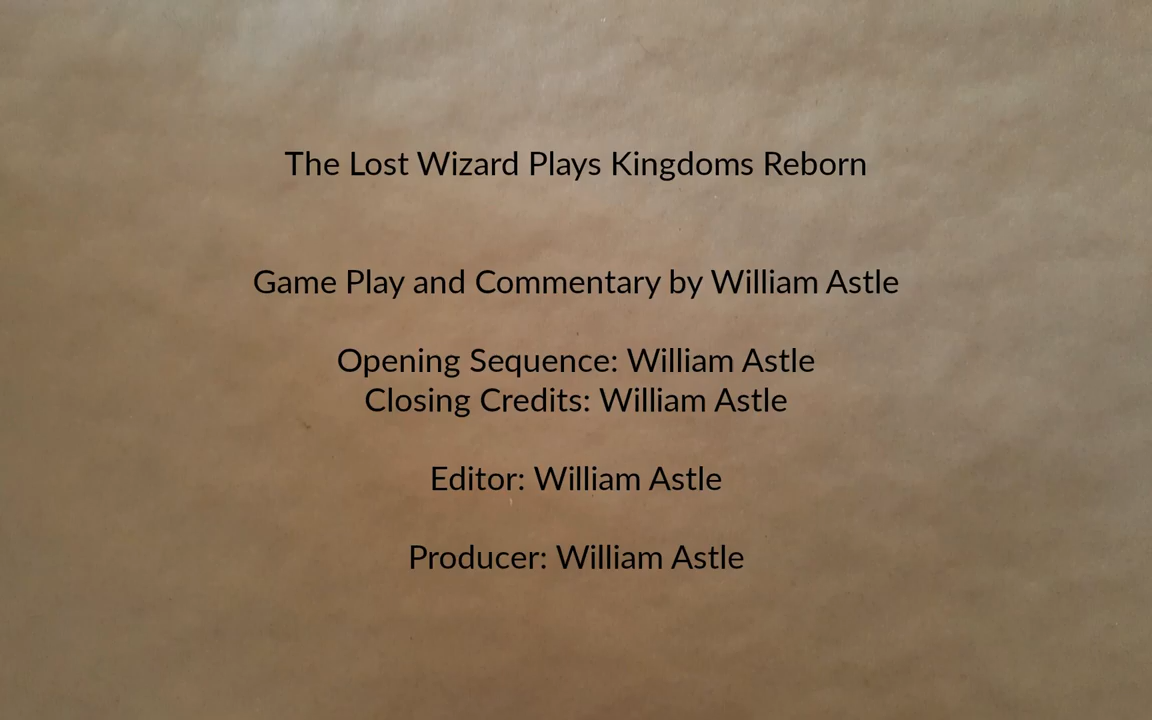 The Lost Wizard Plays Kingdoms Reborn
Game Play and Commentary by William Astle
Opening Sequence: William Astle
Closing Credits: William Astle
Editor: William Astle
Producer: William Astle